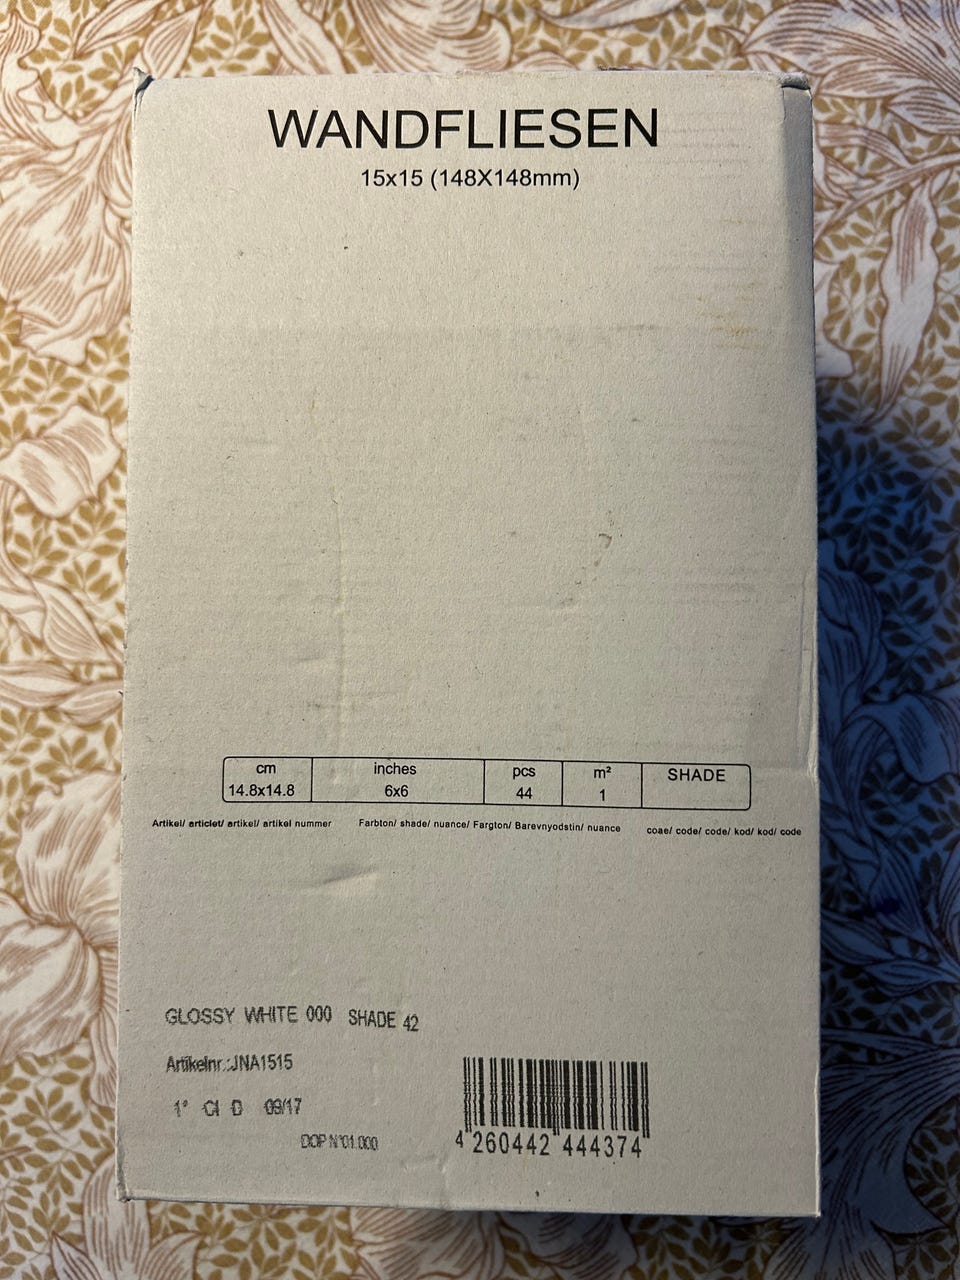 WANDFLIESEN
15x15 (148X148mm)
cm inches pcs m² SHADE
14.8x14.8 6x6 44 1
Artikel/ articlet/ artikel/ artikel nummer Farbton/ shade/ nuance/ Fargton/ Barevnyodstin/ nuance coae/ code/ code/ kod/ kod/ code
GLOSSY WHITE 000 SHADE 42
Artikelnr.:JNA1515
1° CI D 09/17
DOP N°01.000
4 260442 444374